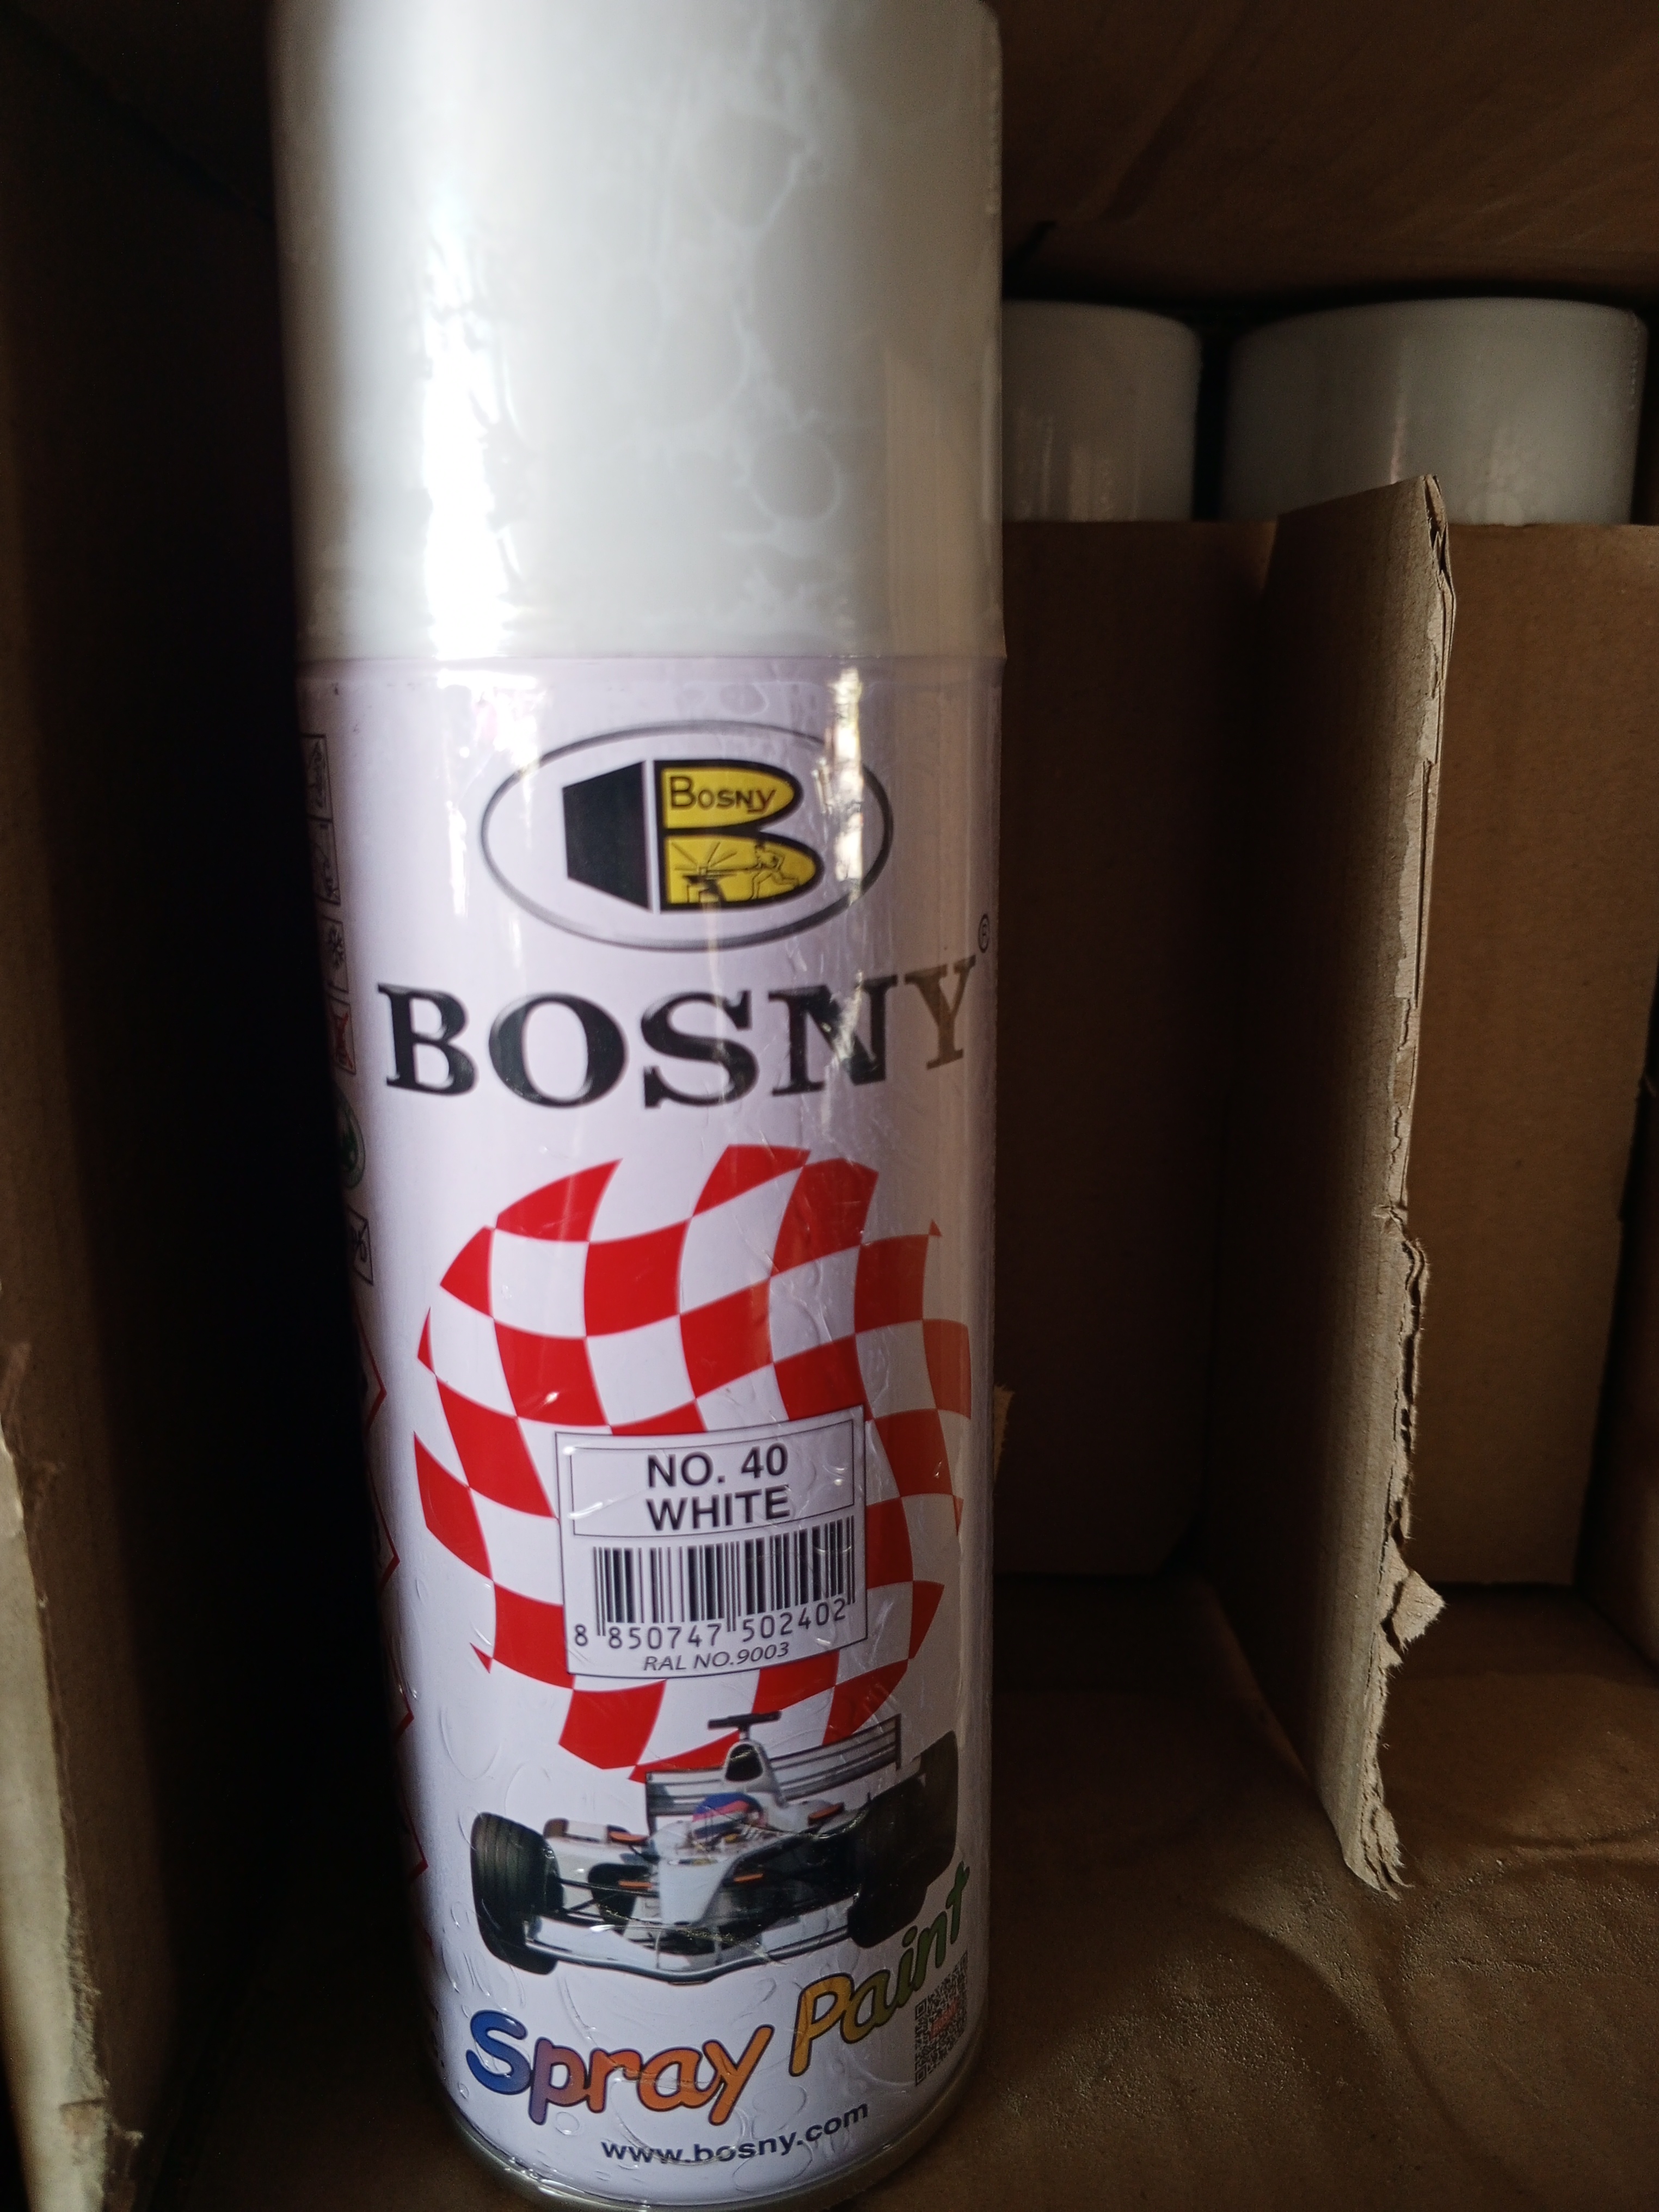 Bosny
BOSNY®
NO. 40
WHITE
8 850747 502402
RAL NO.9003
Spray Paint
www.bosny.com